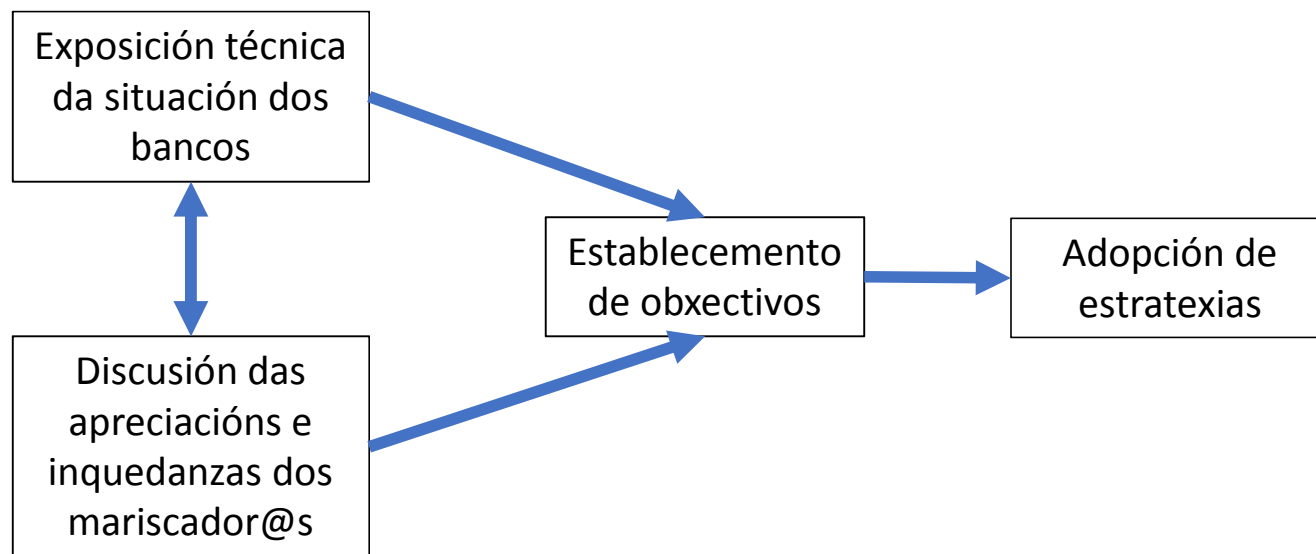 Exposición técnica
da situación dos
bancos
Discusión das
apreciacións e
inquedanzas dos
mariscador@s
Establecemento
de obxectivos
Adopción de
estratexias